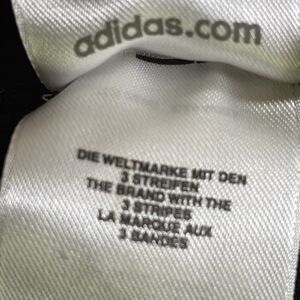 adidas.com
DIE WELTMARKE MIT DEN
3 STREIFEN
THE BRAND WITH THE
3 STRIPES
LA MARQUE AUX
3 BANDES